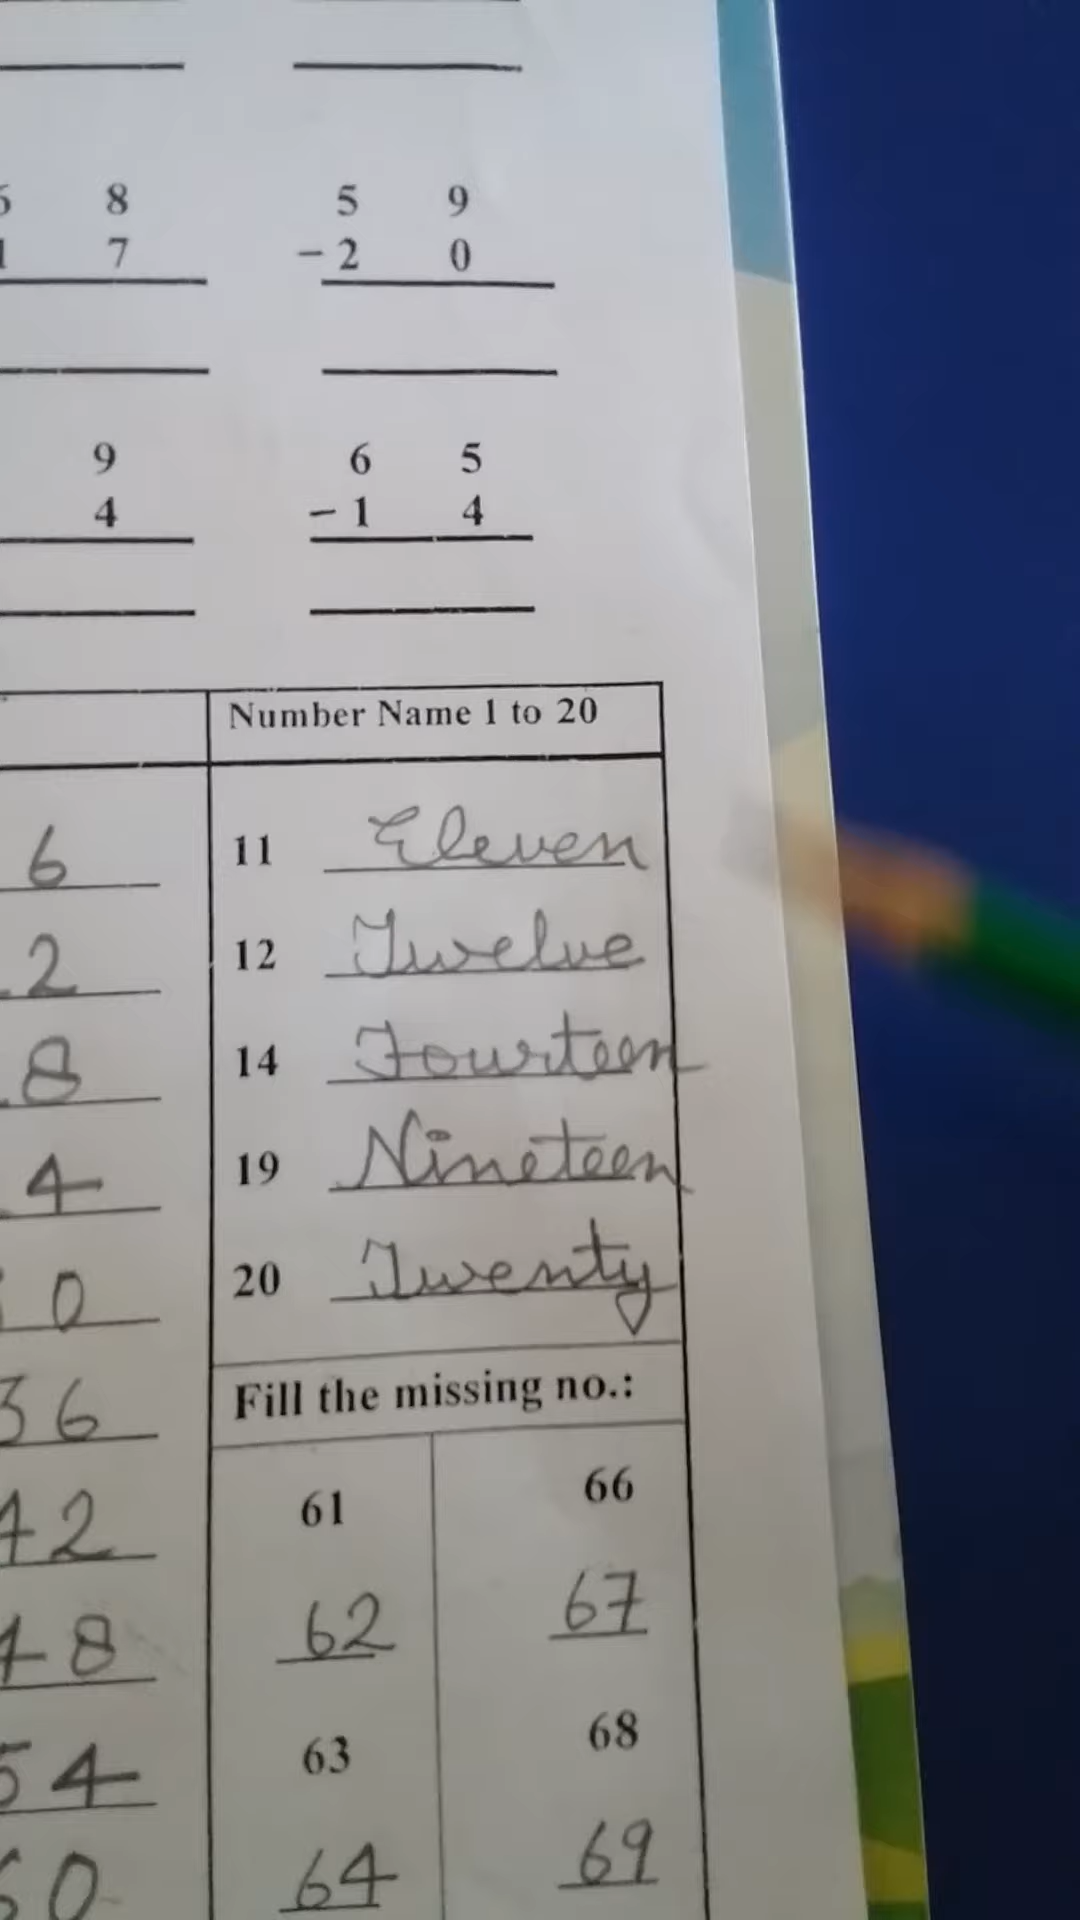 8 5 9
7 - 2 0
9 6 5
4 - 1 4
Number Name 1 to 20
6 11 Eleven
2 12 Twelve
8 14 Fourteen
4 19 Nineteen
0 20 Twenty
36 Fill the missing no.:
42 61 66
48 62 67
54 63 68
60 64 69